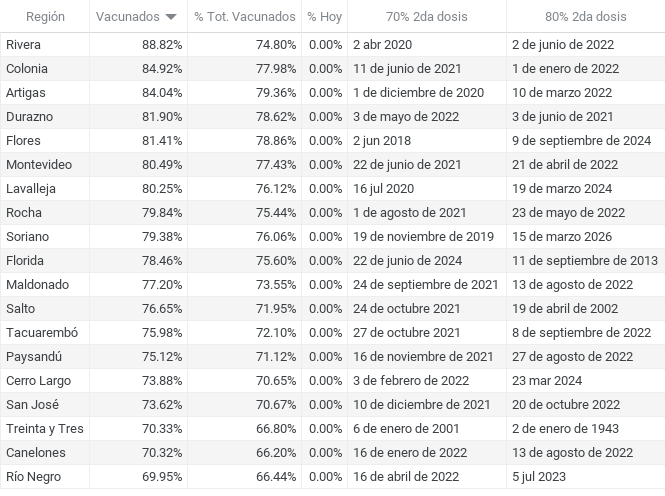 Región Vacunados % Tot. Vacunados % Hoy 70% 2da dosis 80% 2da dosis
Rivera 88.82% 74.80% 0.00% 2 abr 2020 2 de junio de 2022
Colonia 84.92% 77.98% 0.00% 11 de junio de 2021 1 de enero de 2022
Artigas 84.04% 79.36% 0.00% 1 de diciembre de 2020 10 de marzo 2022
Durazno 81.90% 78.62% 0.00% 3 de mayo de 2022 3 de junio de 2021
Flores 81.41% 78.86% 0.00% 2 jun 2018 9 de septiembre de 2024
Montevideo 80.49% 77.43% 0.00% 22 de junio de 2021 21 de abril de 2022
Lavalleja 80.25% 76.12% 0.00% 16 jul 2020 19 de marzo 2024
Rocha 79.84% 75.44% 0.00% 1 de agosto de 2021 23 de mayo de 2022
Soriano 79.38% 76.06% 0.00% 19 de noviembre de 2019 15 de marzo 2026
Florida 78.46% 75.60% 0.00% 22 de junio de 2024 11 de septiembre de 2013
Maldonado 77.20% 73.55% 0.00% 24 de septiembre de 2021 13 de agosto de 2022
Salto 76.65% 71.95% 0.00% 24 de octubre 2021 19 de abril de 2002
Tacuarembó 75.98% 72.10% 0.00% 27 de octubre 2021 8 de septiembre de 2022
Paysandú 75.12% 71.12% 0.00% 16 de noviembre de 2021 27 de agosto de 2022
Cerro Largo 73.88% 70.65% 0.00% 3 de febrero de 2022 23 mar 2024
San José 73.62% 70.67% 0.00% 10 de diciembre de 2021 20 de octubre 2022
Treinta y Tres 70.33% 66.80% 0.00% 6 de enero de 2001 2 de enero de 1943
Canelones 70.32% 66.20% 0.00% 16 de enero de 2022 13 de agosto de 2022
Río Negro 69.95% 66.44% 0.00% 16 de abril de 2022 5 jul 2023